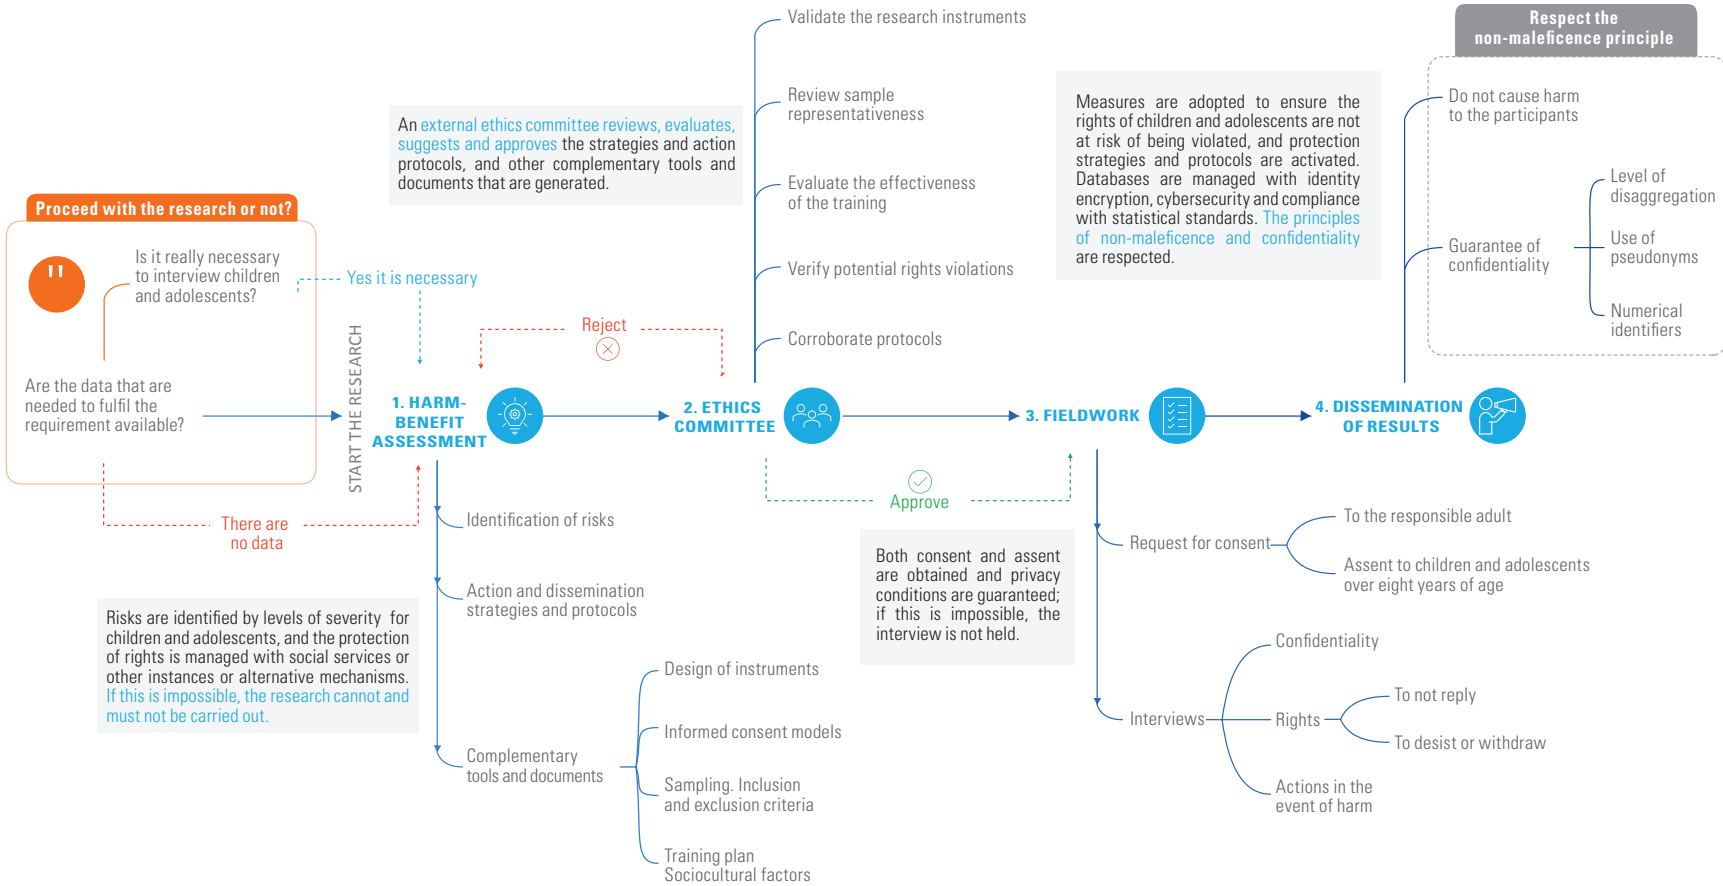 Proceed with the research or not?
"
Is it really necessary
to interview children
and adolescents?
Are the data that are
needed to fulfil the
requirement available?
Yes it is necessary
There are
no data
START THE RESEARCH
1. HARM-
BENEFIT
ASSESSMENT
Identification of risks
Action and dissemination
strategies and protocols
Complementary
tools and documents
Design of instruments
Informed consent models
Sampling. Inclusion
and exclusion criteria
Training plan
Sociocultural factors
Risks are identified by levels of severity for
children and adolescents, and the protection
of rights is managed with social services or
other instances or alternative mechanisms.
If this is impossible, the research cannot and
must not be carried out.
Reject
An external ethics committee reviews, evaluates,
suggests and approves the strategies and action
protocols, and other complementary tools and
documents that are generated.
2. ETHICS
COMMITTEE
Validate the research instruments
Review sample
representativeness
Evaluate the effectiveness
of the training
Verify potential rights violations
Corroborate protocols
Approve
3. FIELDWORK
Both consent and assent
are obtained and privacy
conditions are guaranteed;
if this is impossible, the
interview is not held.
Request for consent
To the responsible adult
Assent to children and adolescents
over eight years of age
Interviews
Confidentiality
Rights
To not reply
To desist or withdraw
Actions in the
event of harm
Measures are adopted to ensure the
rights of children and adolescents are not
at risk of being violated, and protection
strategies and protocols are activated.
Databases are managed with identity
encryption, cybersecurity and compliance
with statistical standards. The principles
of non-maleficence and confidentiality
are respected.
4. DISSEMINATION
OF RESULTS
Respect the
non-maleficence principle
Do not cause harm
to the participants
Guarantee of
confidentiality
Level of
disaggregation
Use of
pseudonyms
Numerical
identifiers